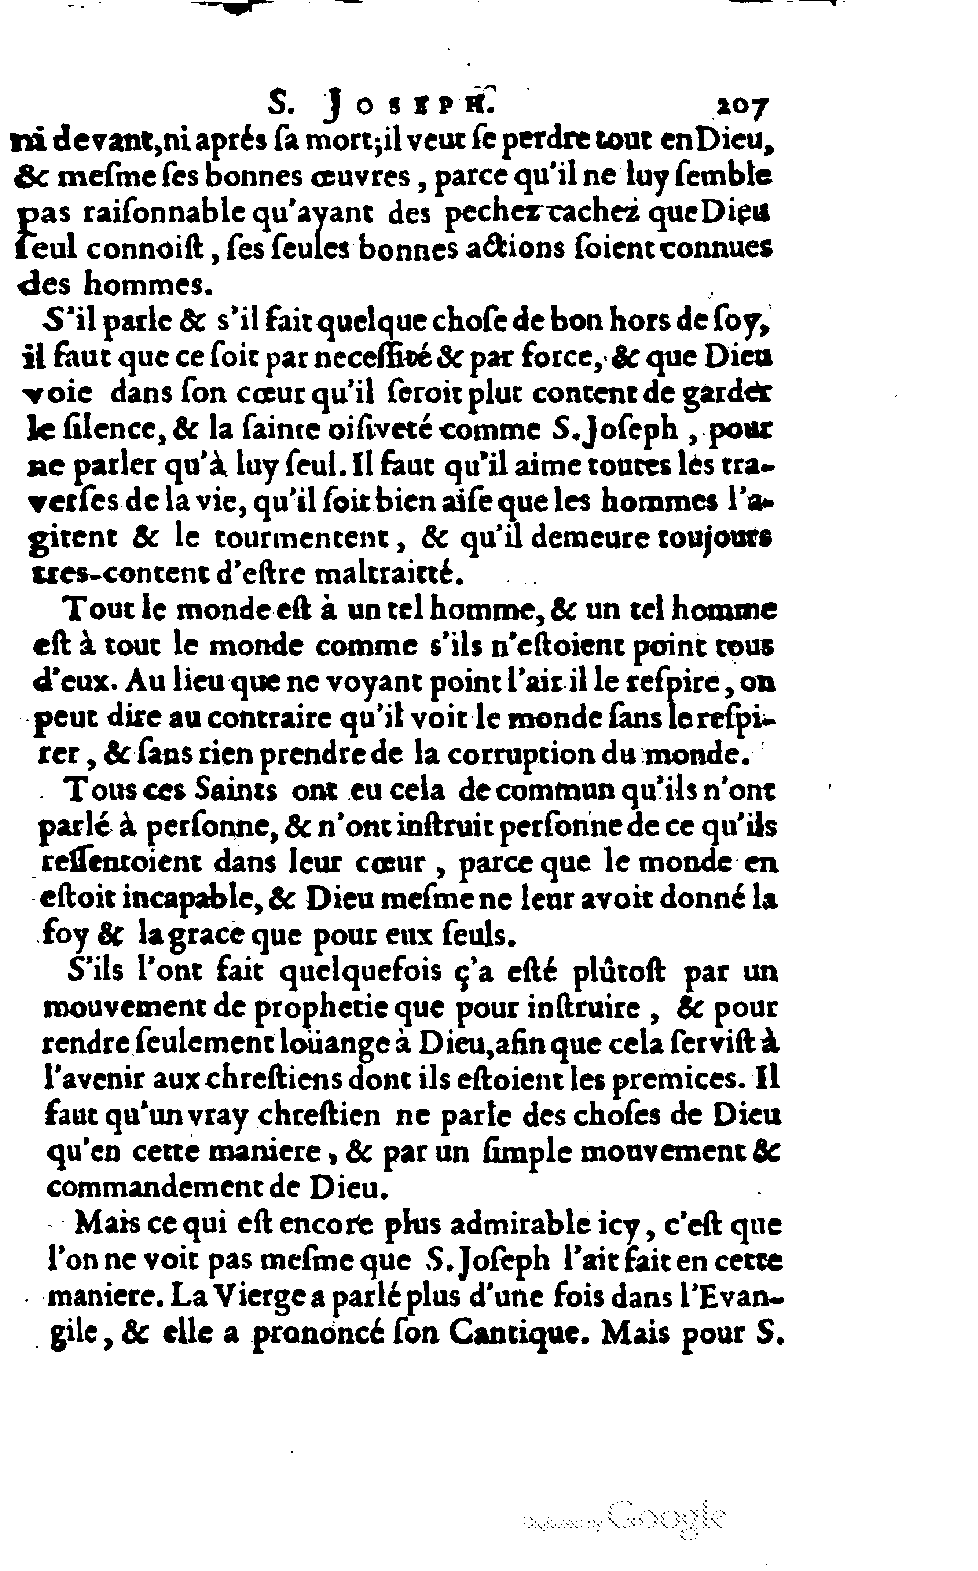 S. JOSEPH. 207
ni devant, ni aprés ſa mort; il veut ſe perdre tout en Dieu,
& meſme ſes bonnes œuvres, parce qu'il ne luy ſemble
pas raiſonnable qu'ayant des pechez cachez que Dieu
ſeul connoiſt, ſes ſeules bonnes actions ſoient connues
des hommes.
S'il parle & s'il fait quelque choſe de bon hors de ſoy,
il faut que ce ſoit par neceſſité & par force, & que Dieu
voie dans ſon cœur qu'il ſeroit plut content de garder
le ſilence, & la ſainte oiſiveté comme S. Joſeph, pour
ne parler qu'à luy ſeul. Il faut qu'il aime toutes les tra-
verſes de la vie, qu'il ſoit bien aiſe que les hommes l'a-
gitent & le tourmentent, & qu'il demeure toujours
tres-content d'eſtre maltraitté.
Tout le monde eſt à un tel homme, & un tel homme
eſt à tout le monde comme s'ils n'eſtoient point tous
d'eux. Au lieu que ne voyant point l'air il le reſpire, on
peut dire au contraire qu'il voit le monde ſans le reſpi-
rer, & ſans rien prendre de la corruption du monde.
Tous ces Saints ont eu cela de commun qu'ils n'ont
parlé à perſonne, & n'ont inſtruit perſonne de ce qu'ils
reſſentoient dans leur cœur, parce que le monde en
eſtoit incapable, & Dieu meſme ne leur avoit donné la
foy & la grace que pour eux ſeuls.
S'ils l'ont fait quelquefois ç'a eſté plûtoſt par un
mouvement de prophetie que pour inſtruire, & pour
rendre ſeulement loüange à Dieu, afin que cela ſerviſt à
l'avenir aux chreſtiens dont ils eſtoient les premices. Il
faut qu'un vray chreſtien ne parle des choſes de Dieu
qu'en cette maniere, & par un ſimple mouvement &
commandement de Dieu.
Mais ce qui eſt encore plus admirable icy, c'eſt que
l'on ne voit pas meſme que S. Joſeph l'ait fait en cette
maniere. La Vierge a parlé plus d'une fois dans l'Evan-
gile, & elle a prononcé ſon Cantique. Mais pour S.
Digitized by Google